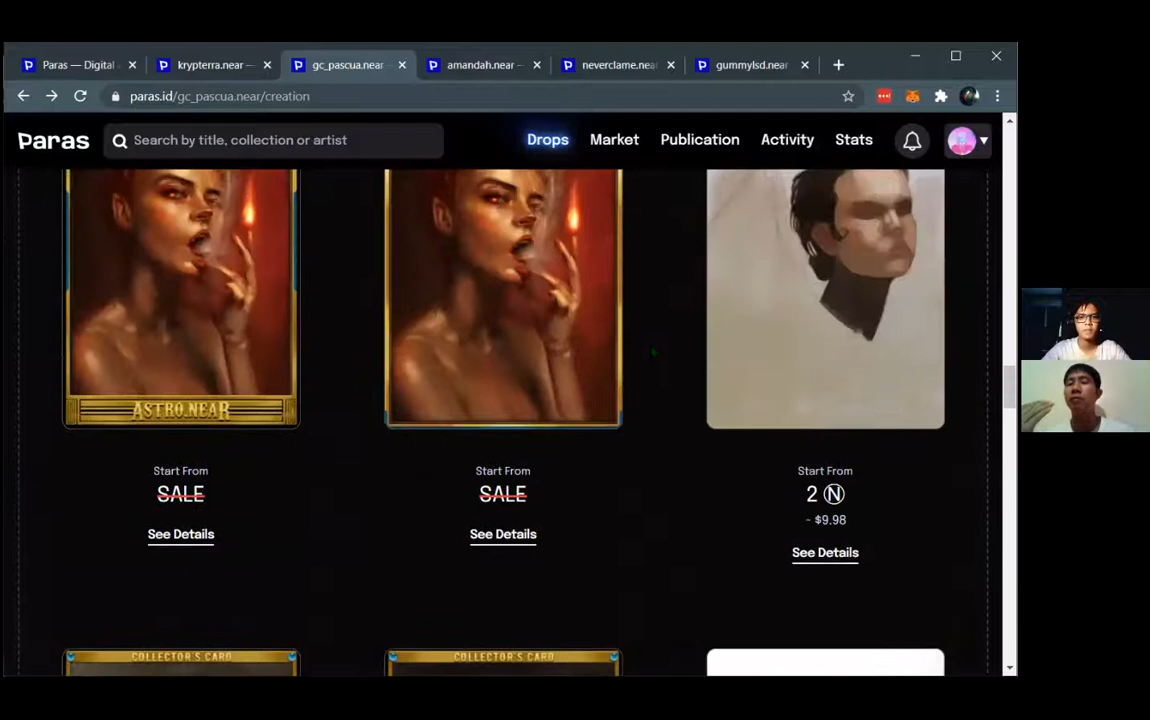 Paras — Digital
krypterra.near —
gc_pascua.near
amandah.near —
neverclame.nea
gummylsd.near
paras.id/gc_pascua.near/creation
Paras
Search by title, collection or artist
Drops
Market
Publication
Activity
Stats
ASTRO.NEAR
Start From
SALE
See Details
Start From
SALE
See Details
Start From
2 N
~ $9.98
See Details
COLLECTOR'S CARD
COLLECTOR'S CARD